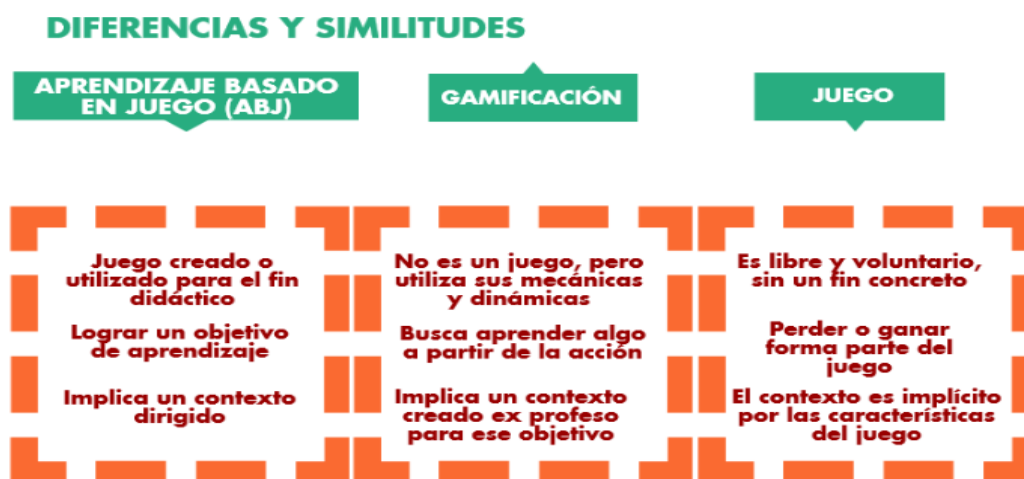 DIFERENCIAS Y SIMILITUDES
APRENDIZAJE BASADO
EN JUEGO (ABJ)
GAMIFICACIÓN
JUEGO
Juego creado o
utilizado para el fin
didáctico
Lograr un objetivo
de aprendizaje
Implica un contexto
dirigido
No es un juego, pero
utiliza sus mecánicas
y dinámicas
Busca aprender algo
a partir de la acción
Implica un contexto
creado ex profeso
para ese objetivo
Es libre y voluntario,
sin un fin concreto
Perder o ganar
forma parte del
juego
El contexto es implícito
por las características
del juego